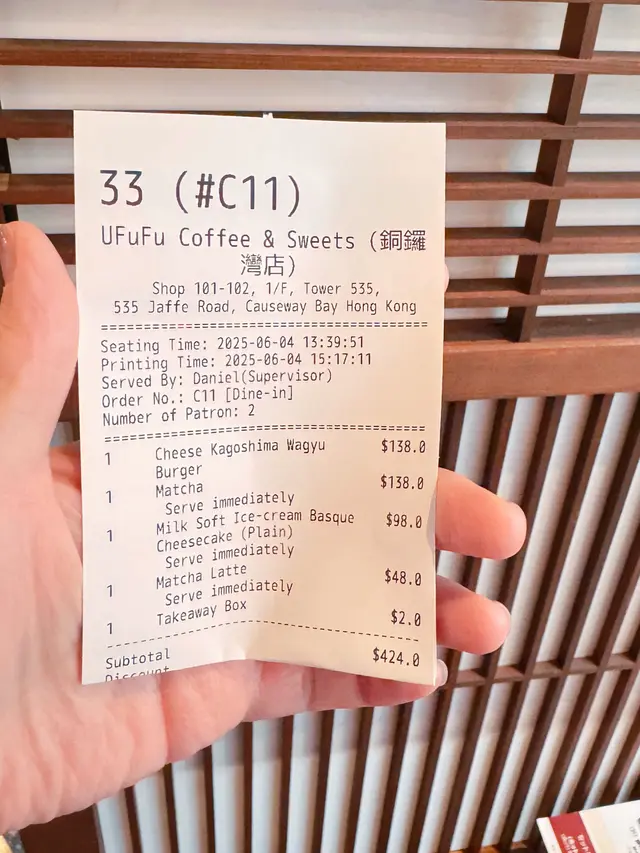 33 (#C11)
UFuFu Coffee & Sweets (銅鑼
灣店)
Shop 101-102, 1/F, Tower 535,
535 Jaffe Road, Causeway Bay Hong Kong
Seating Time: 2025-06-04 13:39:51
Printing Time: 2025-06-04 15:17:11
Served By: Daniel(Supervisor)
Order No.: C11 [Dine-in]
Number of Patron: 2
1 Cheese Kagoshima Wagyu $138.0
Burger
1 Matcha $138.0
Serve immediately
1 Milk Soft Ice-cream Basque $98.0
Cheesecake (Plain)
Serve immediately
1 Matcha Latte $48.0
Serve immediately
1 Takeaway Box $2.0
Subtotal $424.0
Discount